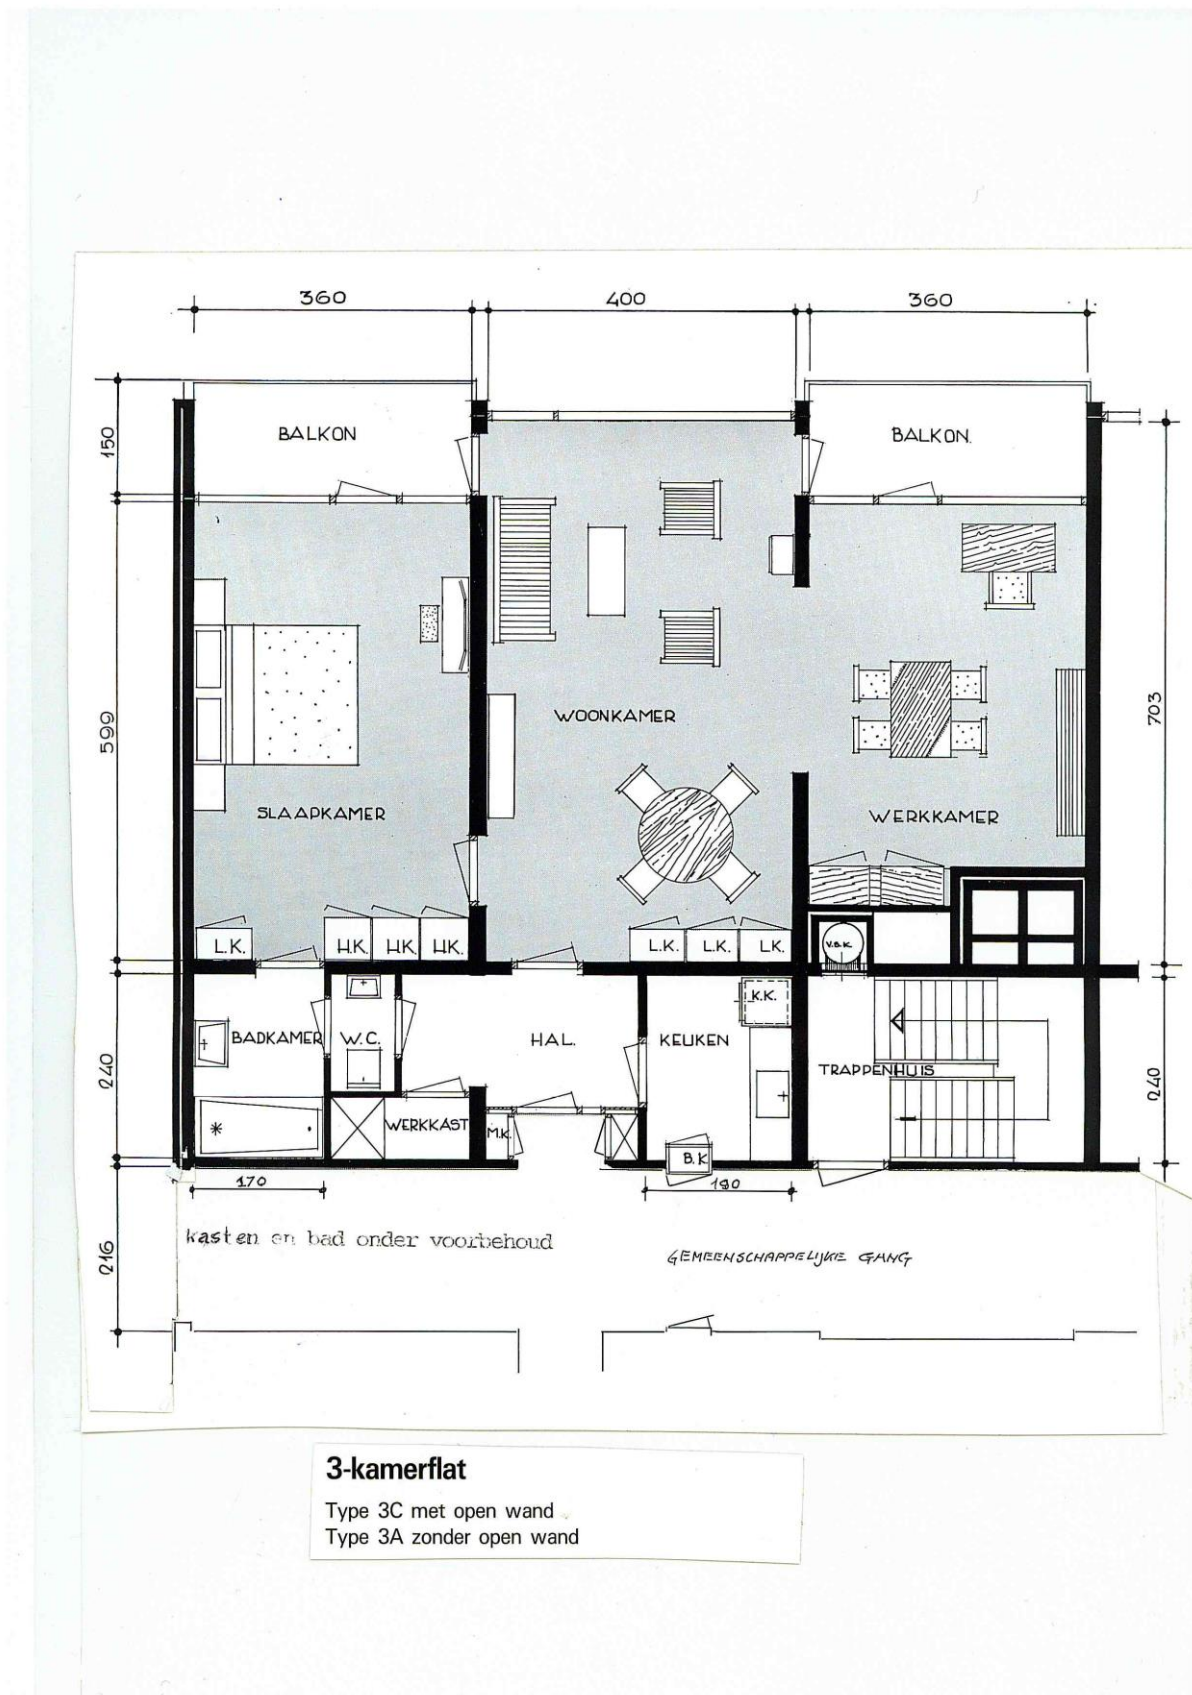 360
400
360
150
BALKON
BALKON.
599
703
WOONKAMER
SLAAPKAMER
WERKKAMER
L.K.
H.K.
H.K.
H.K.
L.K.
L.K.
L.K.
V.B.K.
K.K.
BADKAMER
W.C.
HAL.
KEUKEN
240
TRAPPENHUIS
240
WERKKAST
M.K.
B.K
170
180
kasten en bad onder voorbehoud
GEMEENSCHAPPELIJKE GANG
216
3-kamerflat
Type 3C met open wand
Type 3A zonder open wand